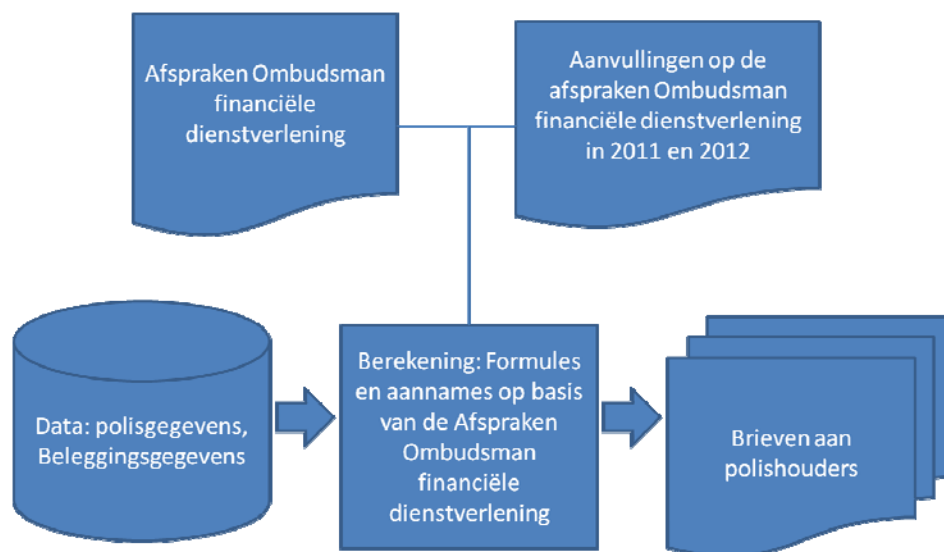 Afspraken Ombudsman
financiële
dienstverlening
Aanvullingen op de
afspraken Ombudsman
financiële dienstverlening
in 2011 en 2012
Data: polisgegevens,
Beleggingsgegevens
Berekening: Formules
en aannames op basis
van de Afspraken
Ombudsman
financiële
dienstverlening
Brieven aan
polishouders